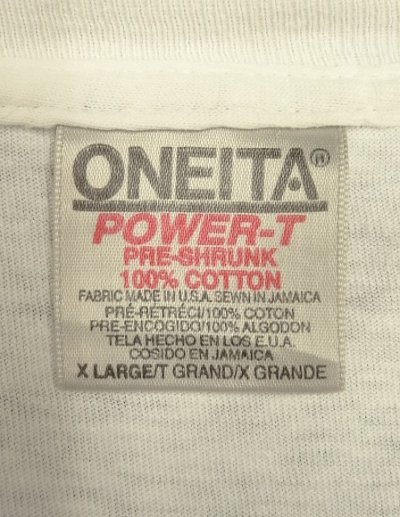 ONEITA®
POWER-T
PRE-SHRUNK
100% COTTON
FABRIC MADE IN U.S.A. SEWN IN JAMAICA
PRÉ-RETRÉCI/100% COTON
PRE-ENCOGIDO/100% ALGODON
TELA HECHO EN LOS E.U.A.
COSIDO EN JAMAICA
X LARGE/T GRAND/X GRANDE